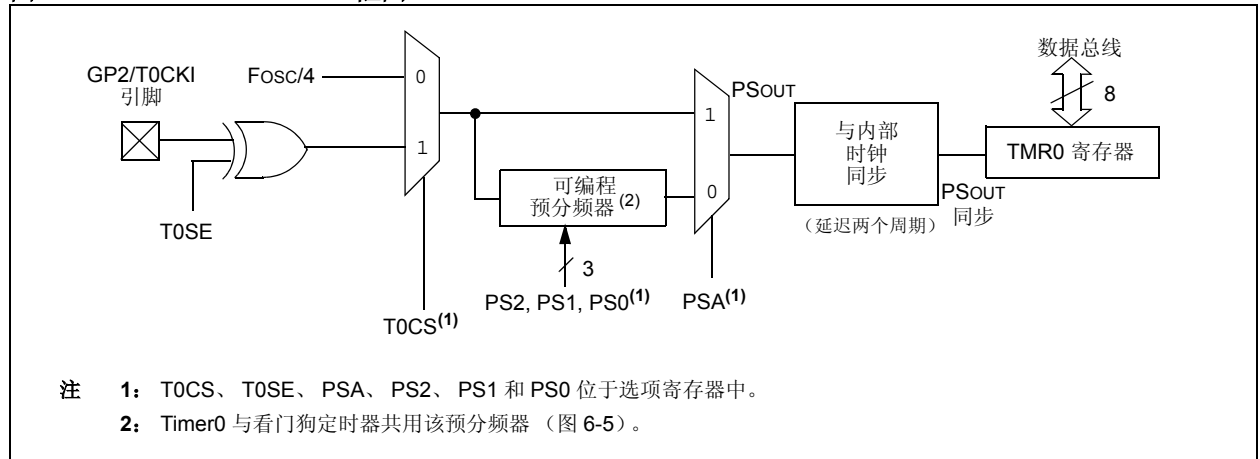 GP2/T0CKI
引脚
T0SE
FOSC/4
0
1
T0CS(1)
可编程
预分频器 (2)
3
PS2, PS1, PS0(1)
1
0
PSA(1)
PSOUT
与内部
时钟
同步
（延迟两个周期）
PSOUT
同步
数据总线
8
TMR0 寄存器
注 1： T0CS、 T0SE、 PSA、 PS2、 PS1 和 PS0 位于选项寄存器中。
2： Timer0 与看门狗定时器共用该预分频器 （图 6-5）。